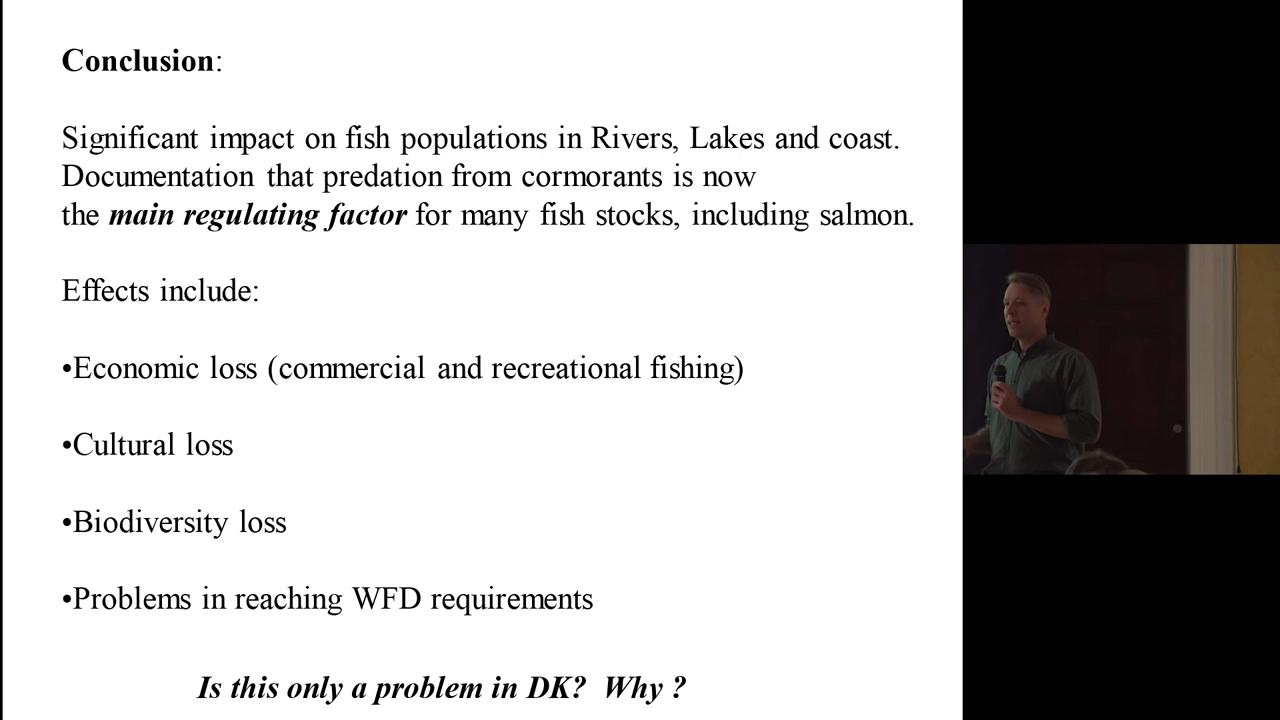 Conclusion:
Significant impact on fish populations in Rivers, Lakes and coast.
Documentation that predation from cormorants is now
the main regulating factor for many fish stocks, including salmon.
Effects include:
•Economic loss (commercial and recreational fishing)
•Cultural loss
•Biodiversity loss
•Problems in reaching WFD requirements
Is this only a problem in DK? Why ?